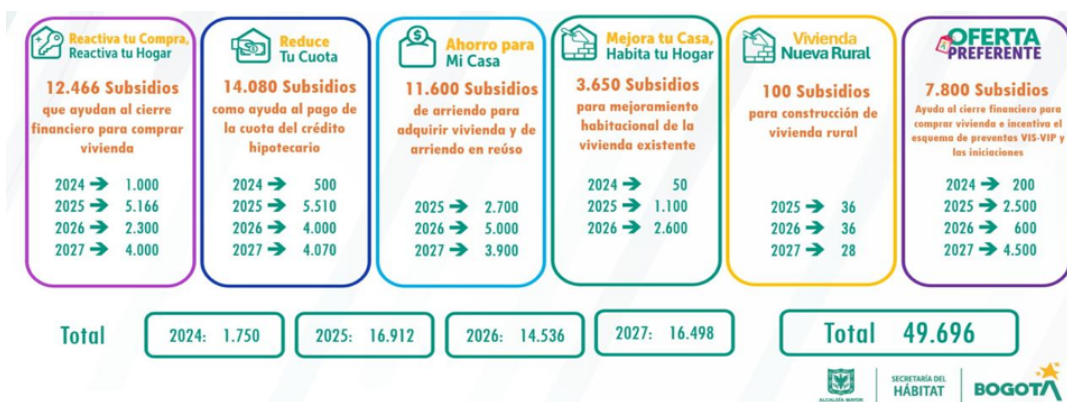 Reactiva tu Compra,
Reactiva tu Hogar
12.466 Subsidios
que ayudan al cierre
financiero para comprar
vivienda
2024 → 1.000
2025 → 5.166
2026 → 2.300
2027 → 4.000
Reduce
Tu Cuota
14.080 Subsidios
como ayuda al pago de
la cuota del crédito
hipotecario
2024 → 500
2025 → 5.510
2026 → 4.000
2027 → 4.070
Ahorro para
Mi Casa
11.600 Subsidios
de arriendo para
adquirir vivienda y de
arriendo en reúso
2025 → 2.700
2026 → 5.000
2027 → 3.900
Mejora tu Casa,
Habita tu Hogar
3.650 Subsidios
para mejoramiento
habitacional de la
vivienda existente
2024 → 50
2025 → 1.100
2026 → 2.600
Vivienda
Nueva Rural
100 Subsidios
para construcción de
vivienda rural
2025 → 36
2026 → 36
2027 → 28
OFERTA
PREFERENTE
7.800 Subsidios
Ayuda al cierre financiero para
comprar vivienda e incentiva el
esquema de preventas VIS-VIP y
las iniciaciones
2024 → 200
2025 → 2.500
2026 → 600
2027 → 4.500
Total
2024: 1.750
2025: 16.912
2026: 14.536
2027: 16.498
Total 49.696
ALCALDÍA MAYOR
SECRETARÍA DEL
HÁBITAT
BOGOTÁ